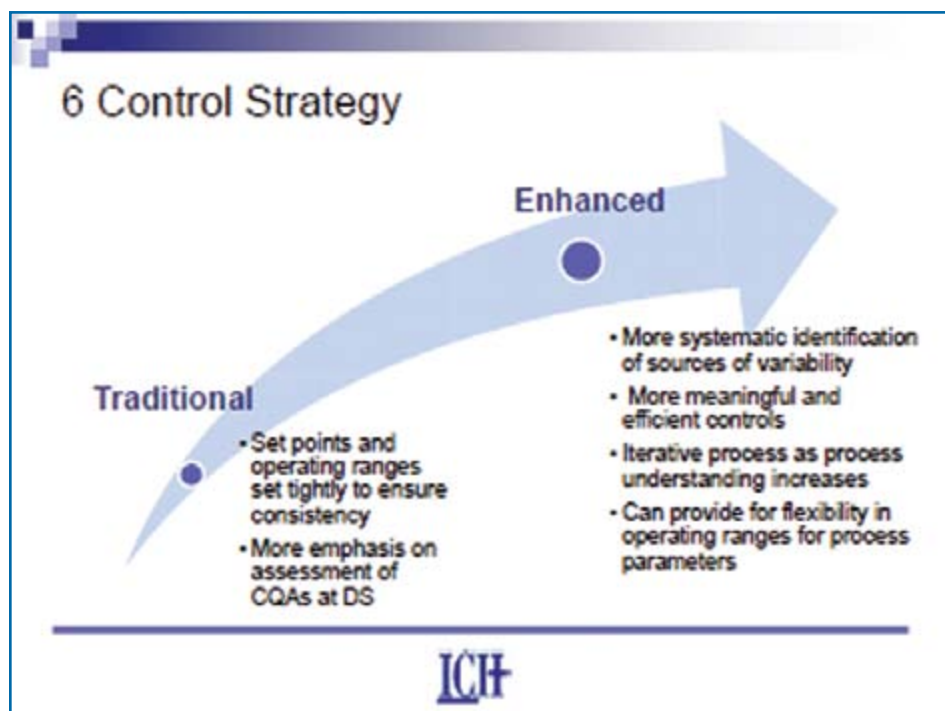 6 Control Strategy
Enhanced
• More systematic identification
of sources of variability
• More meaningful and
efficient controls
• Iterative process as process
understanding increases
• Can provide for flexibility in
operating ranges for process
parameters
Traditional
• Set points and
operating ranges
set tightly to ensure
consistency
• More emphasis on
assessment of
CQAs at DS
ICH